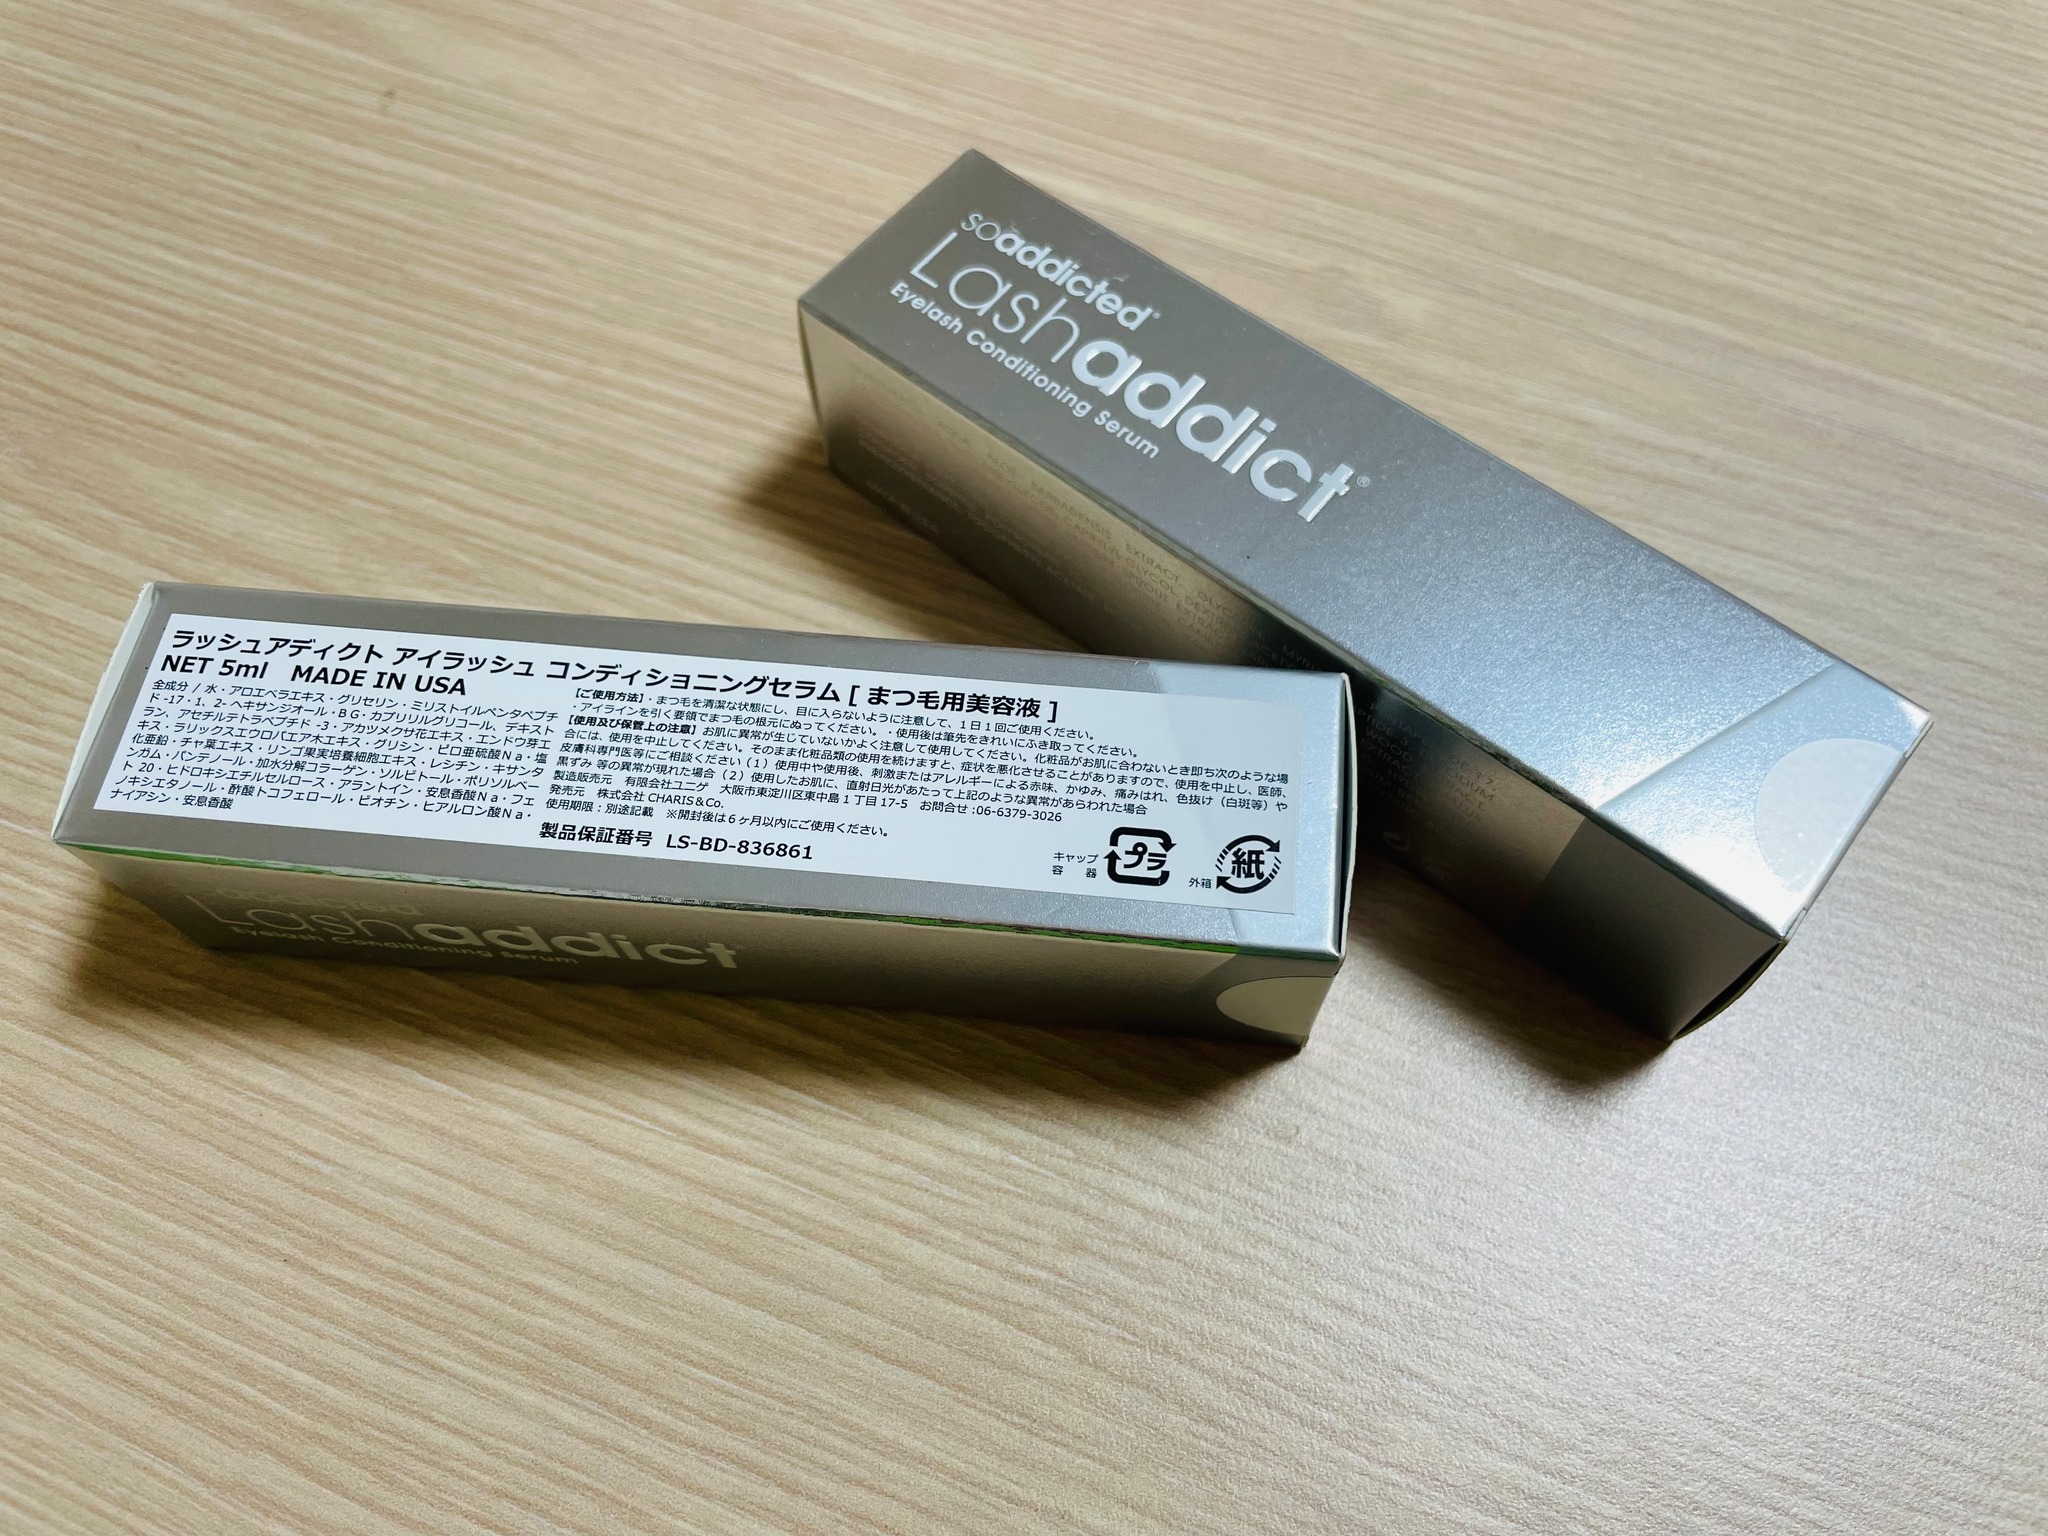 soaddicted®
Lashaddict®
Eyelash Conditioning Serum
ラッシュアディクト アイラッシュ コンディショニングセラム [ まつ毛用美容液 ]
NET 5ml MADE IN USA
全成分 / 水・アロエベラエキス・グリセリン・ミリストイルペンタペプチ
ド-17・1、2-ヘキサンジオール・BG・カプリリルグリコール、デキスト
ラン、アセチルテトラペプチド-3・アカツメクサ花エキス・エンドウ芽エ
キス・ラリックスエウロパエア木エキス・グリシン・ピロ亜硫酸Na・塩
化亜鉛・チャ葉エキス・リンゴ果実培養細胞エキス・レシチン・キサンタ
ンガム・パンテノール・加水分解コラーゲン・ソルビトール・ポリソルベー
ト20・ヒドロキシエチルセルロース・アラントイン・安息香酸Na・フェ
ノキシエタノール・酢酸トコフェロール・ビオチン・ヒアルロン酸Na・
ナイアシン・安息香酸
【ご使用方法】・まつ毛を清潔な状態にし、目に入らないように注意して、1日1回ご使用ください。
・アイラインを引く要領でまつ毛の根元にぬってください。・使用後は筆先をきれいにふき取ってください。
【使用及び保管上の注意】お肌に異常が生じていないかよく注意して使用してください。化粧品がお肌に合わないとき即ち次のような場
合には、使用を中止してください。そのまま化粧品類の使用を続けますと、症状を悪化させることがありますので、使用を中止し、医師、
皮膚科専門医等にご相談ください（1）使用中や使用後、刺激またはアレルギーによる赤味、かゆみ、痛みはれ、色抜け（白斑等）や
黒ずみ 等の異常が現れた場合（2）使用したお肌に、直射日光があたって上記のような異常があらわれた場合
製造販売元 有限会社ユニゲ 大阪市東淀川区東中島1丁目17-5 お問合せ:06-6379-3026
発売元 株式会社 CHARIS＆Co.
使用期限：別途記載 ※開封後は6ヶ月以内にご使用ください。
製品保証番号 LS-BD-836861
キャップ
容 器
プラ
外箱
紙
Lashaddict
Eyelash Conditioning Serum